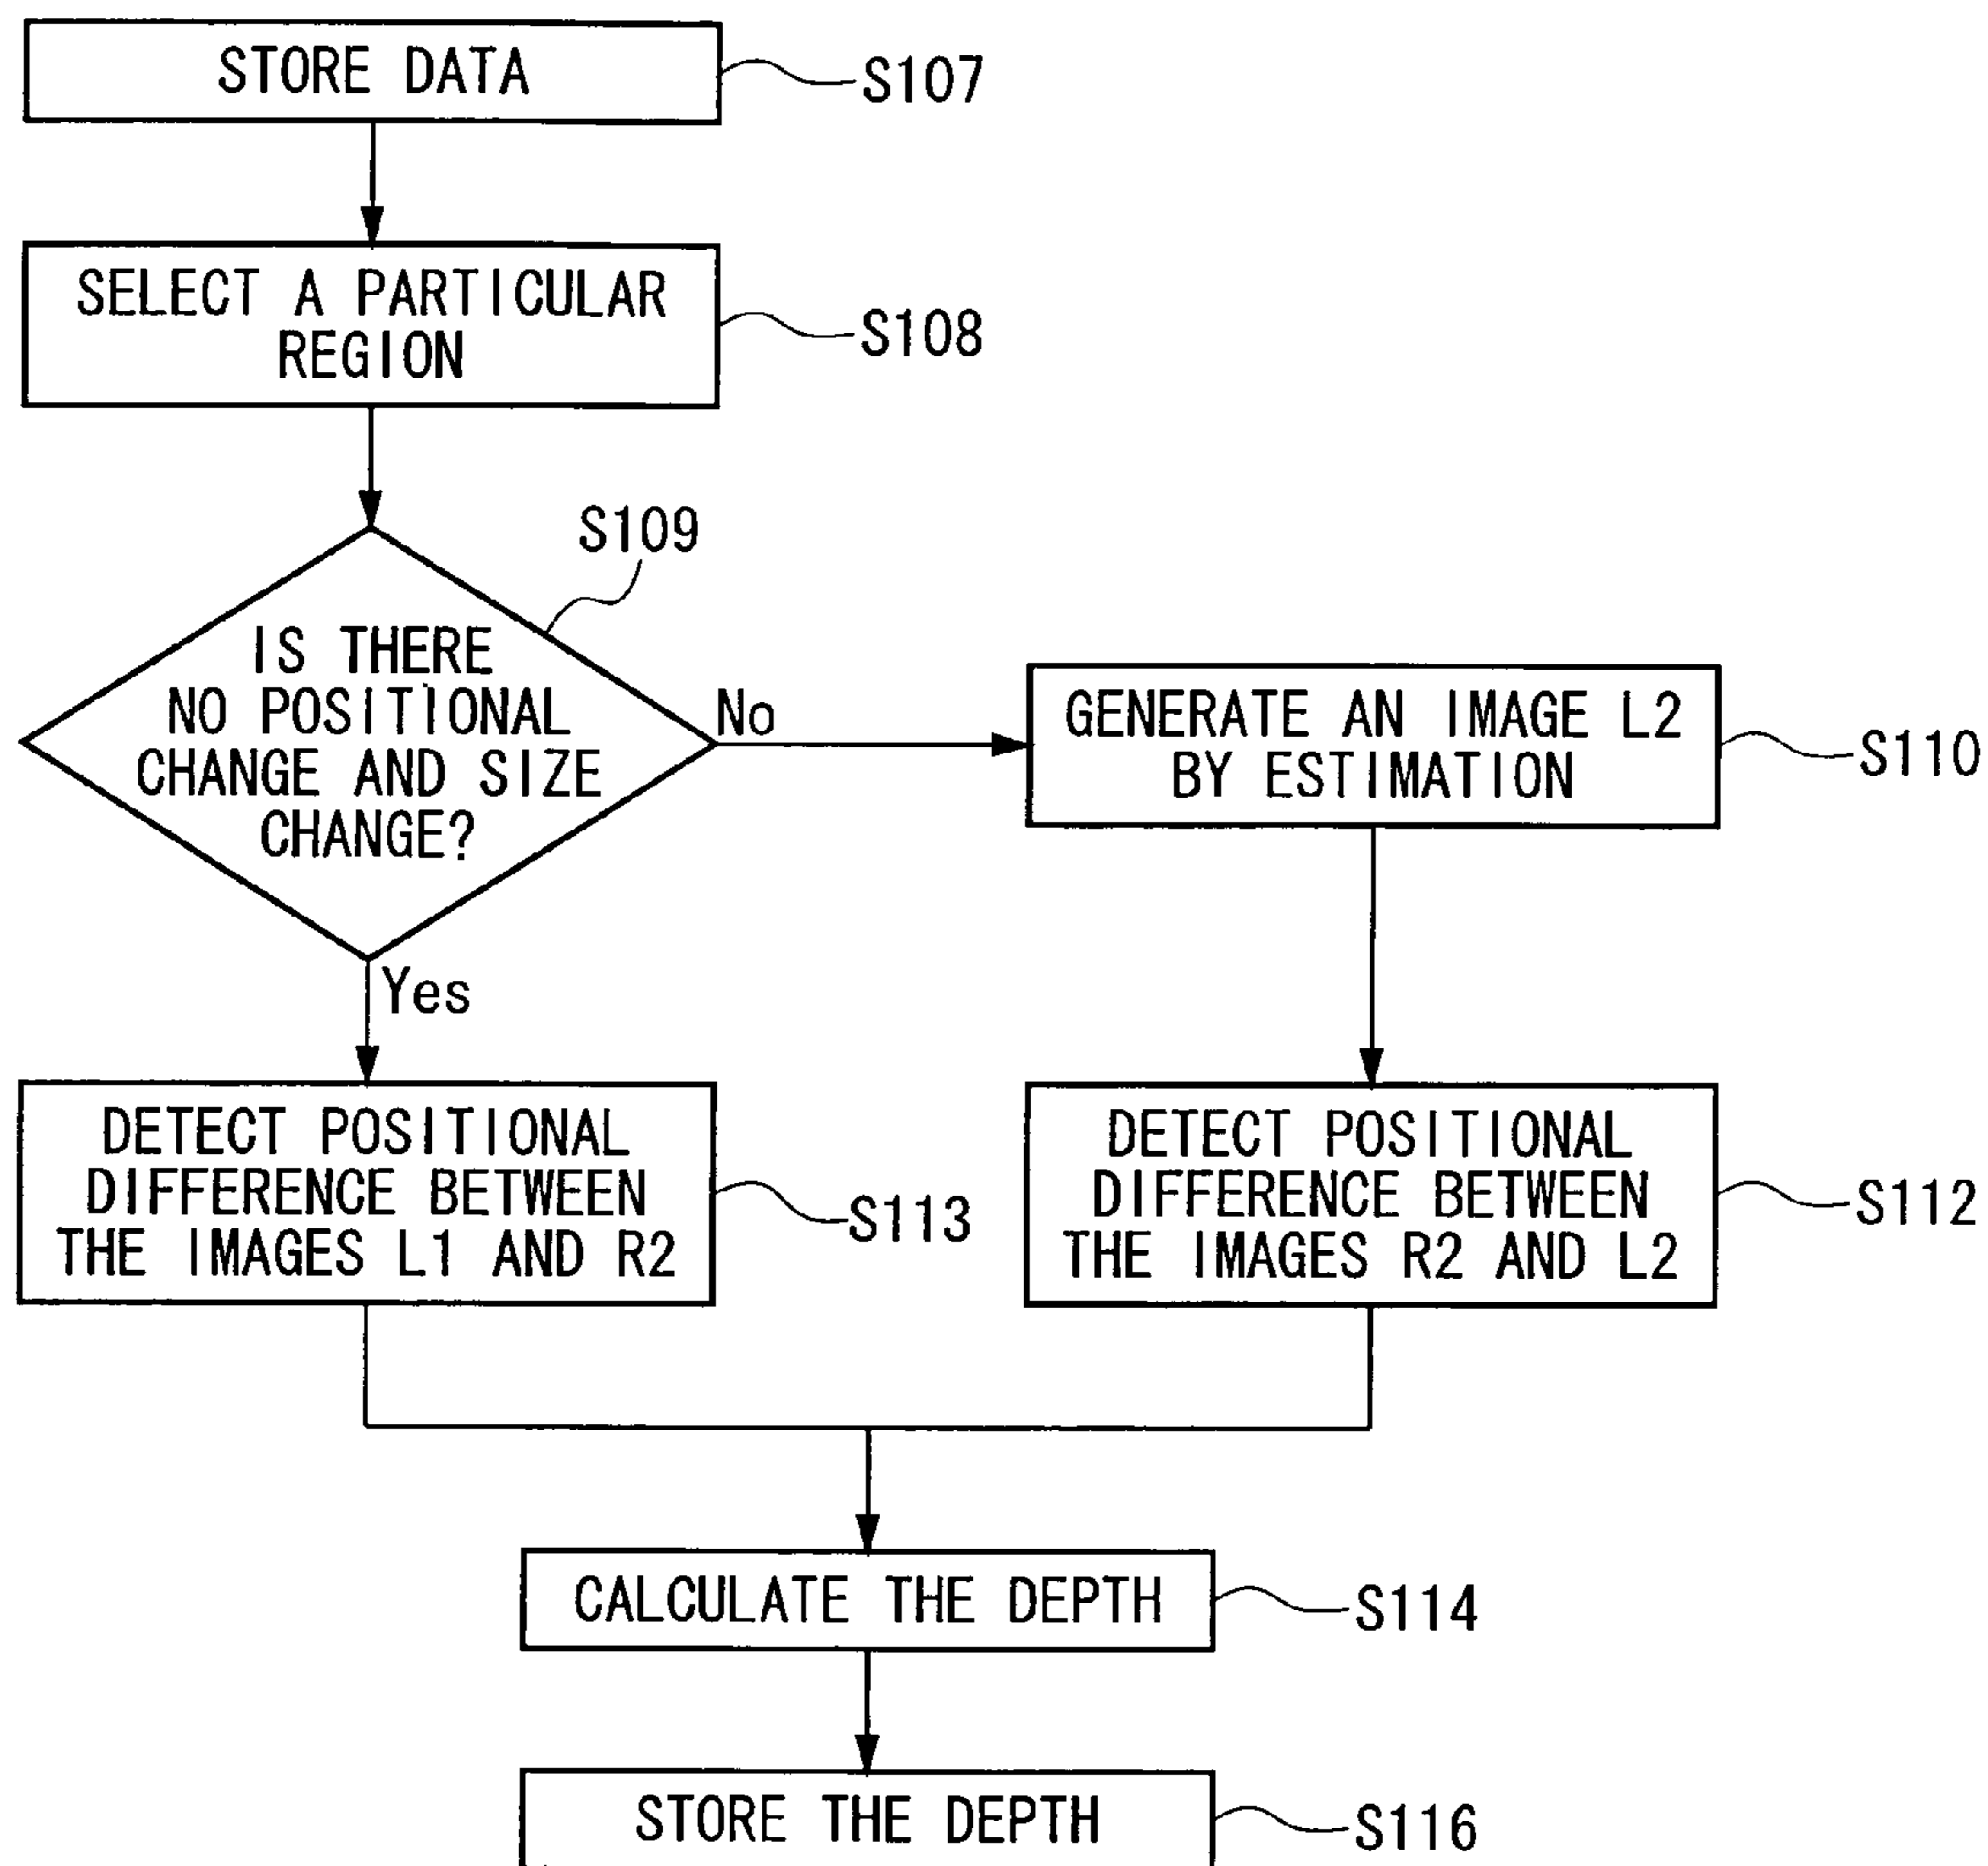 STORE DATA
S107
SELECT A PARTICULAR
REGION
S108
S109
IS THERE
NO POSITIONAL
CHANGE AND SIZE
CHANGE?
No
GENERATE AN IMAGE L2
BY ESTIMATION
S110
Yes
DETECT POSITIONAL
DIFFERENCE BETWEEN
THE IMAGES L1 AND R2
S113
DETECT POSITIONAL
DIFFERENCE BETWEEN
THE IMAGES R2 AND L2
S112
CALCULATE THE DEPTH
S114
STORE THE DEPTH
S116